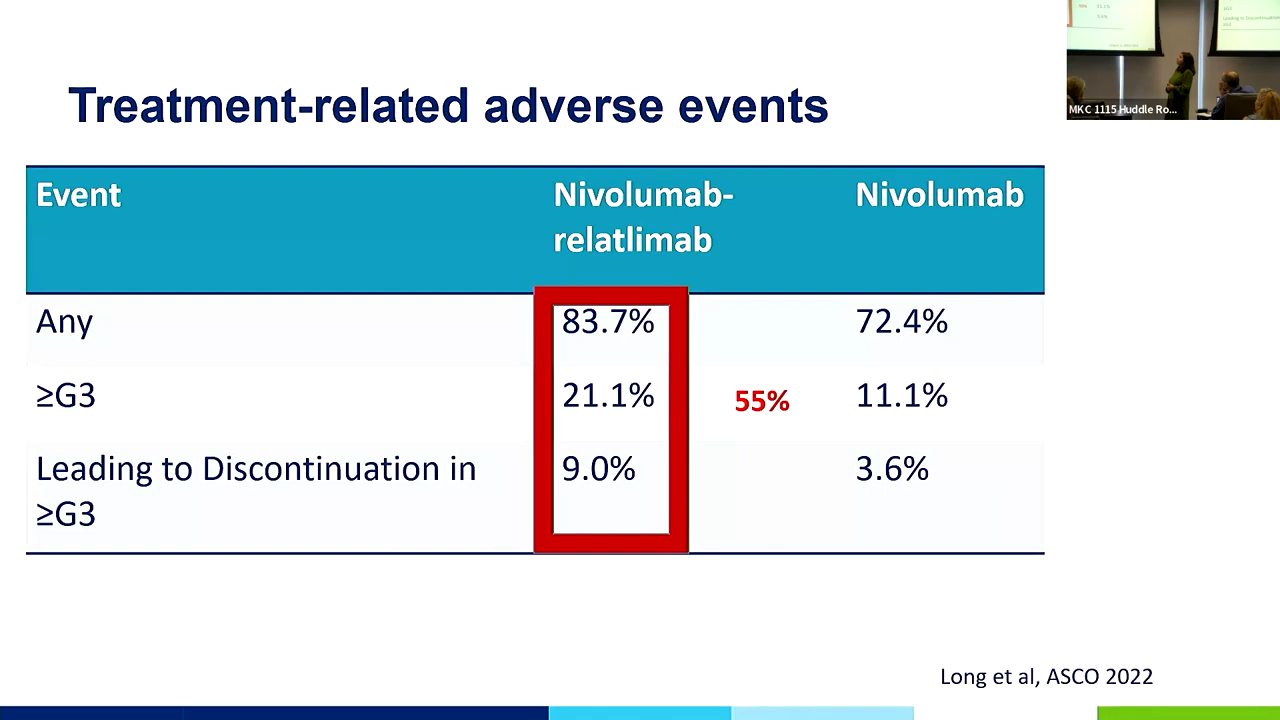 Treatment-related adverse events
Event
Nivolumab-
relatlimab
Nivolumab
Any
83.7%
72.4%
≥G3
21.1%
55%
11.1%
Leading to Discontinuation in
≥G3
9.0%
3.6%
Long et al, ASCO 2022
MKC 1115 Huddle Ro...